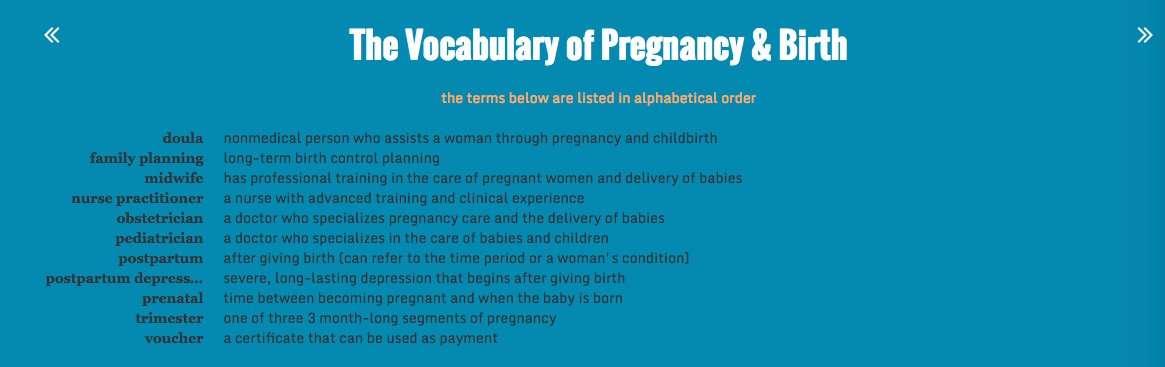 The Vocabulary of Pregnancy & Birth
the terms below are listed in alphabetical order
doula nonmedical person who assists a woman through pregnancy and childbirth
family planning long-term birth control planning
midwife has professional training in the care of pregnant women and delivery of babies
nurse practitioner a nurse with advanced training and clinical experience
obstetrician a doctor who specializes pregnancy care and the delivery of babies
pediatrician a doctor who specializes in the care of babies and children
postpartum after giving birth (can refer to the time period or a woman's condition)
postpartum depress... severe, long-lasting depression that begins after giving birth
prenatal time between becoming pregnant and when the baby is born
trimester one of three 3 month-long segments of pregnancy
voucher a certificate that can be used as payment